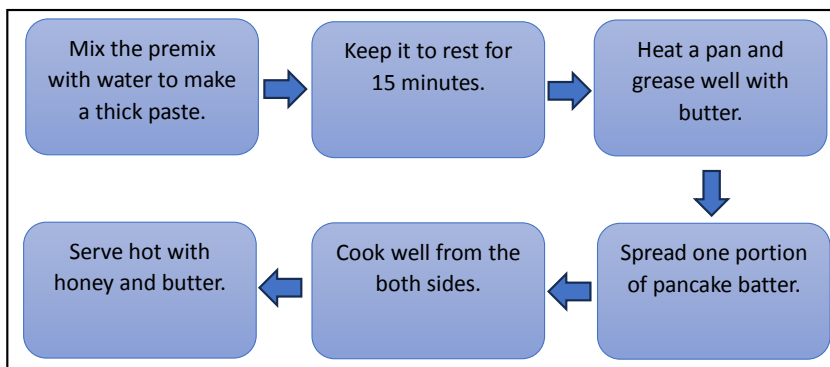 Mix the premix
with water to make
a thick paste.
Keep it to rest for
15 minutes.
Heat a pan and
grease well with
butter.
Spread one portion
of pancake batter.
Cook well from the
both sides.
Serve hot with
honey and butter.